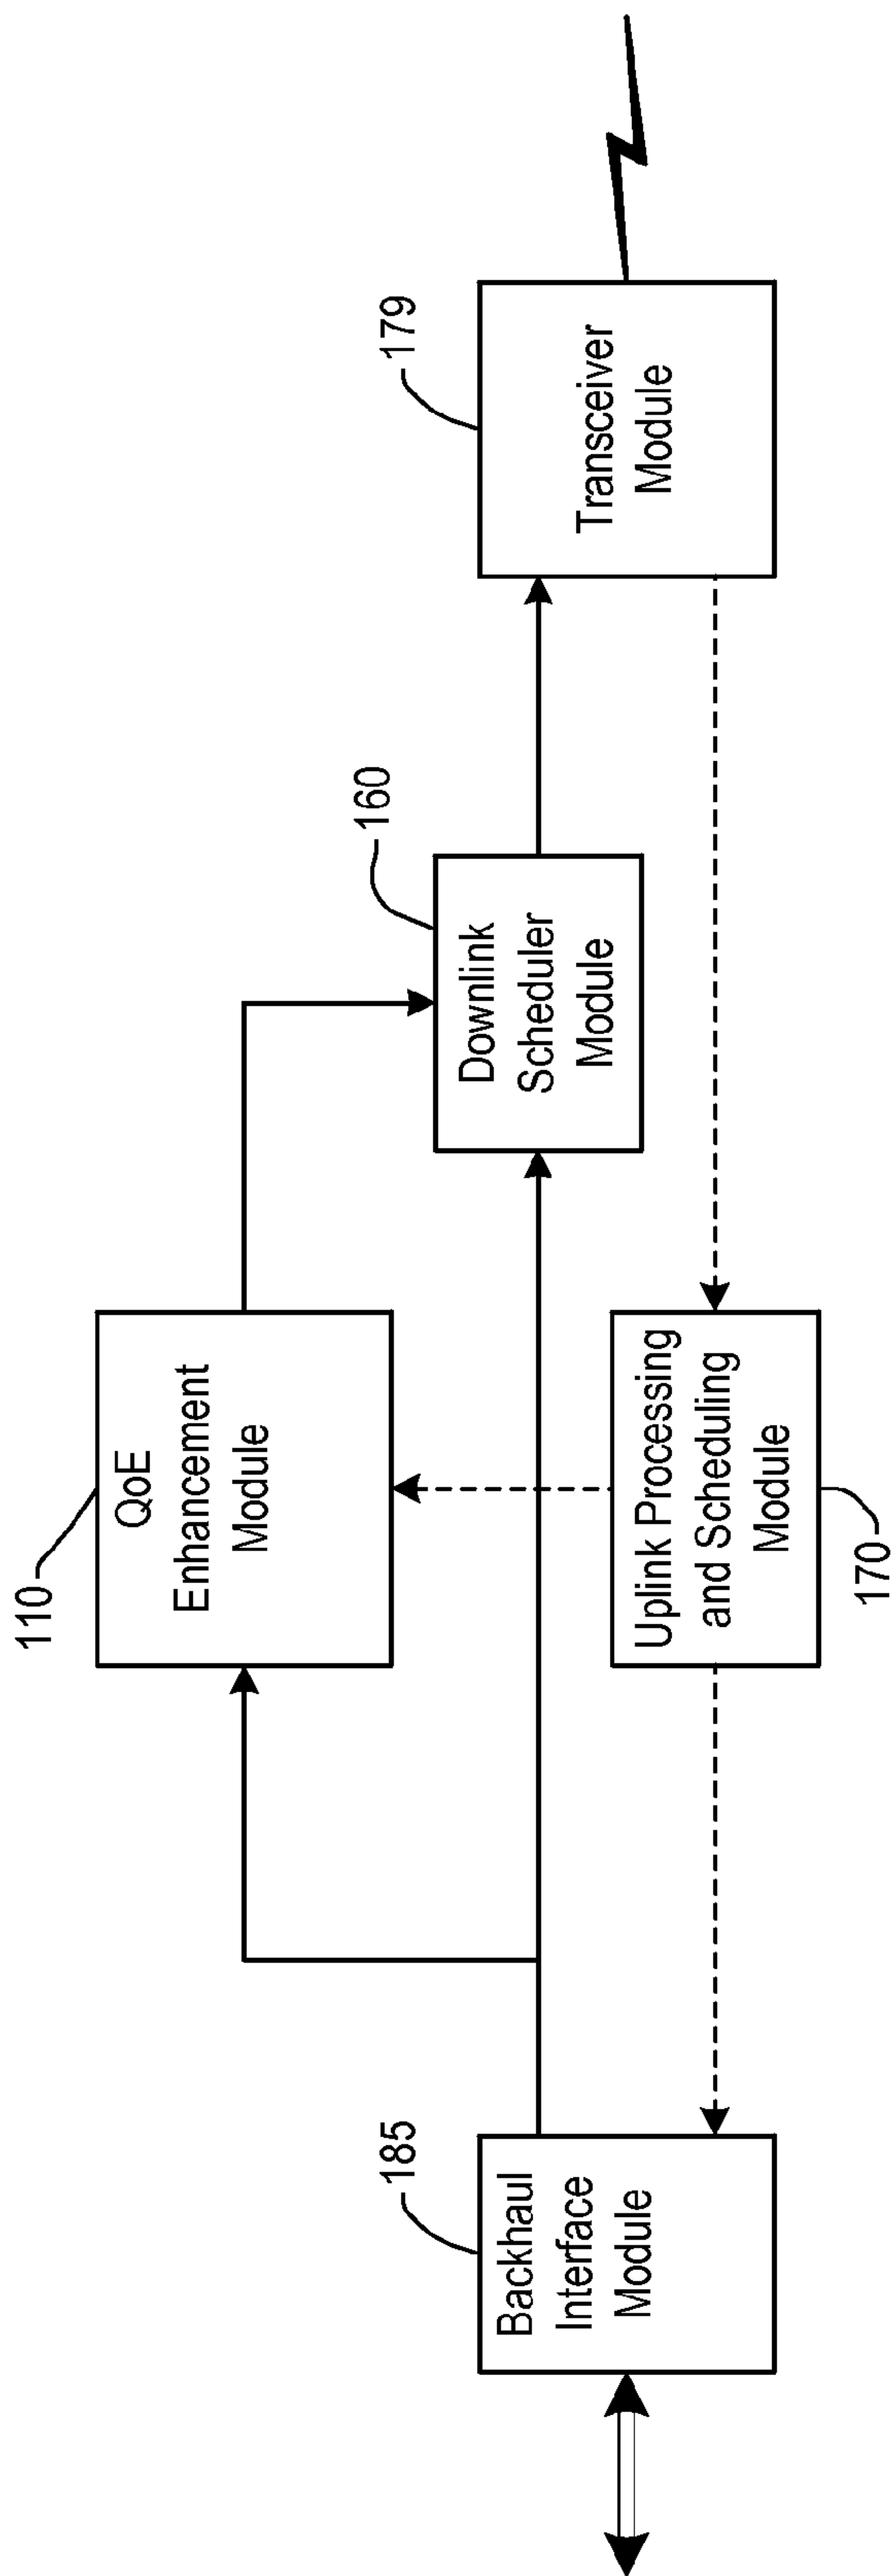 110
QoE
Enhancement
Module
185
Backhaul
Interface
Module
160
Downlink
Scheduler
Module
179
Transceiver
Module
Uplink Processing
and Scheduling
Module
170